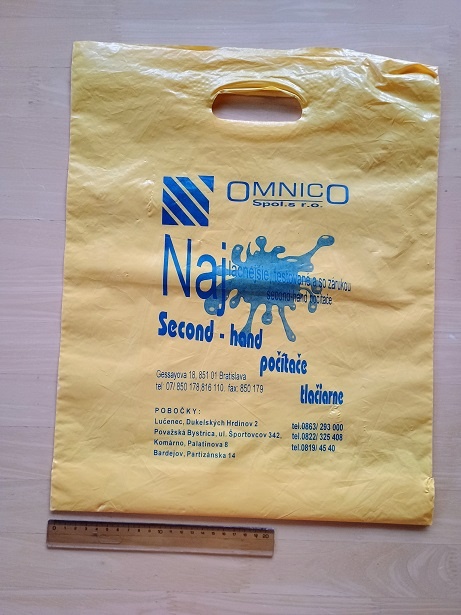 OMNICO
Spol.s r.o.
Naj
lacnejšie testované a so zárukou
second hand počítače
Second - hand
počítače
tlačiarne
Gessayova 18, 851 01 Bratislava
tel: 07/ 850 178,816 110, fax: 850 179
POBOČKY:
Lučenec, Dukelských Hrdinov 2 tel.0863/ 293 000
Považská Bystrica, ul. Športovcov 342, tel.0822/ 325 408
Komárno, Palatínova 8 tel.0819/ 45 40
Bardejov, Partizánska 14